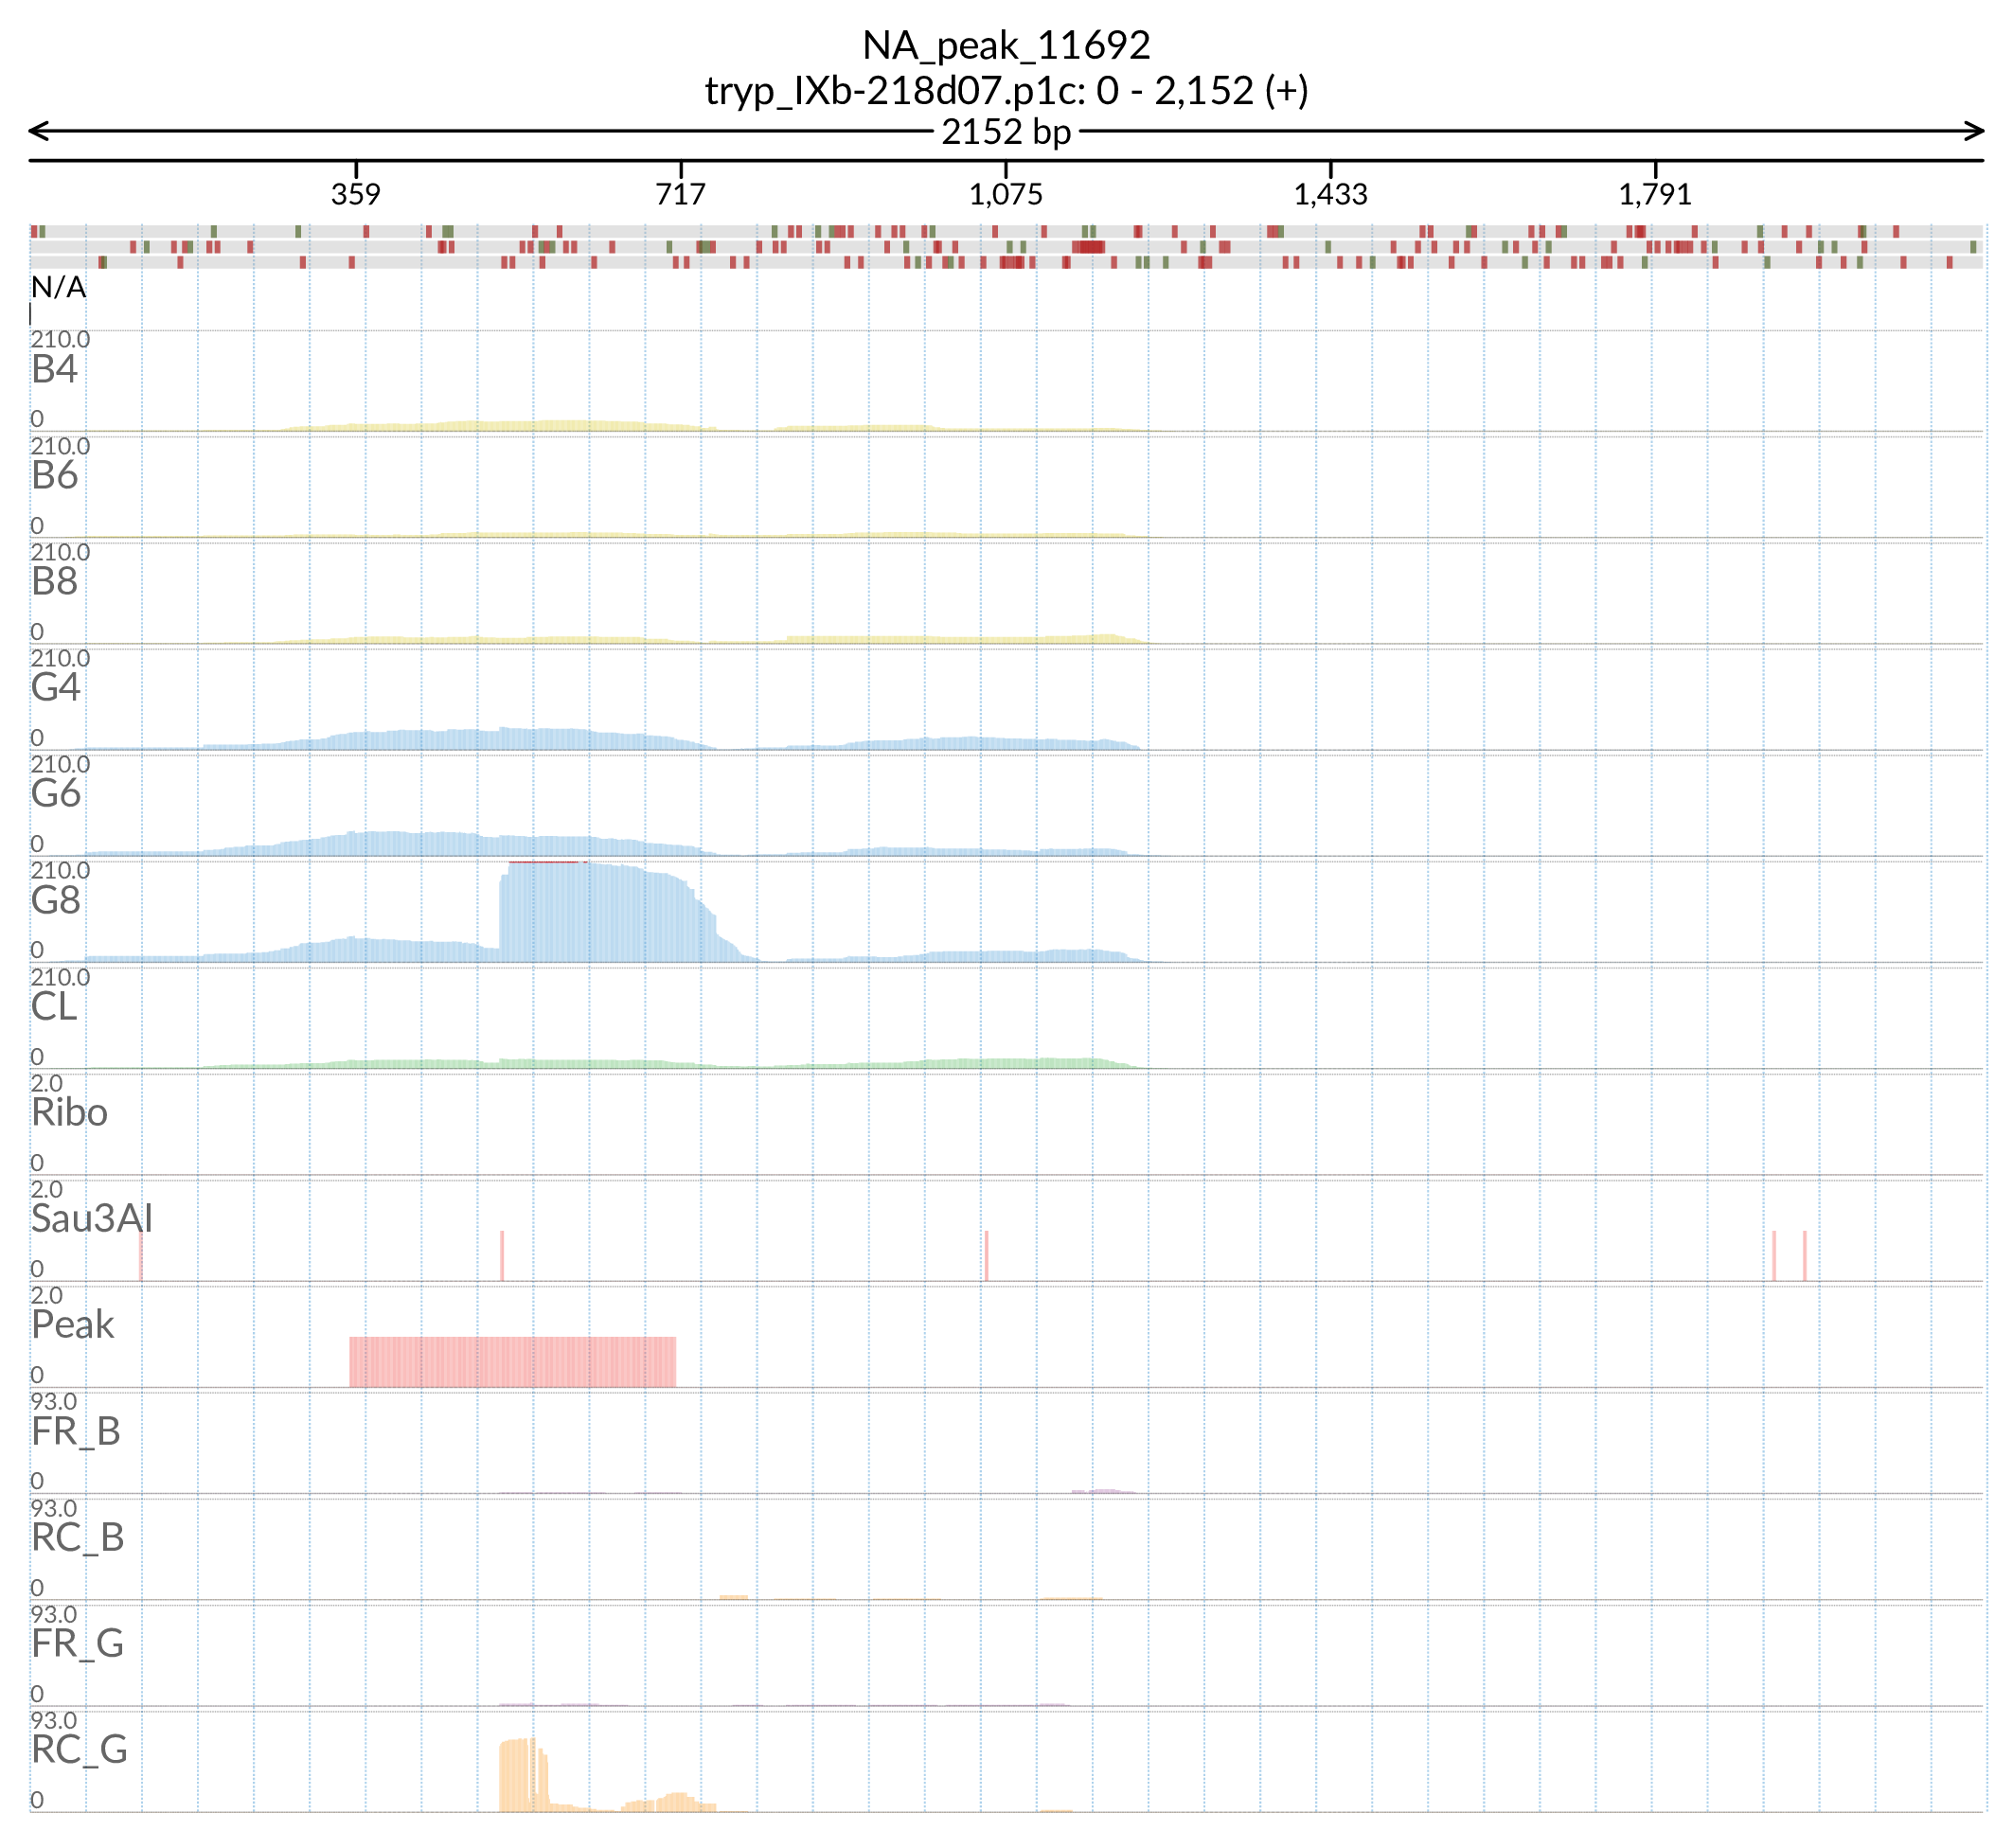 NA_peak_11692
tryp_IXb-218d07.p1c: 0 - 2,152 (+)
2152 bp
359 717 1,075 1,433 1,791
N/A
210.0
B4
0
210.0
B6
0
210.0
B8
0
210.0
G4
0
210.0
G6
0
210.0
G8
0
210.0
CL
0
2.0
Ribo
0
2.0
Sau3AI
0
2.0
Peak
0
93.0
FR_B
0
93.0
RC_B
0
93.0
FR_G
0
93.0
RC_G
0